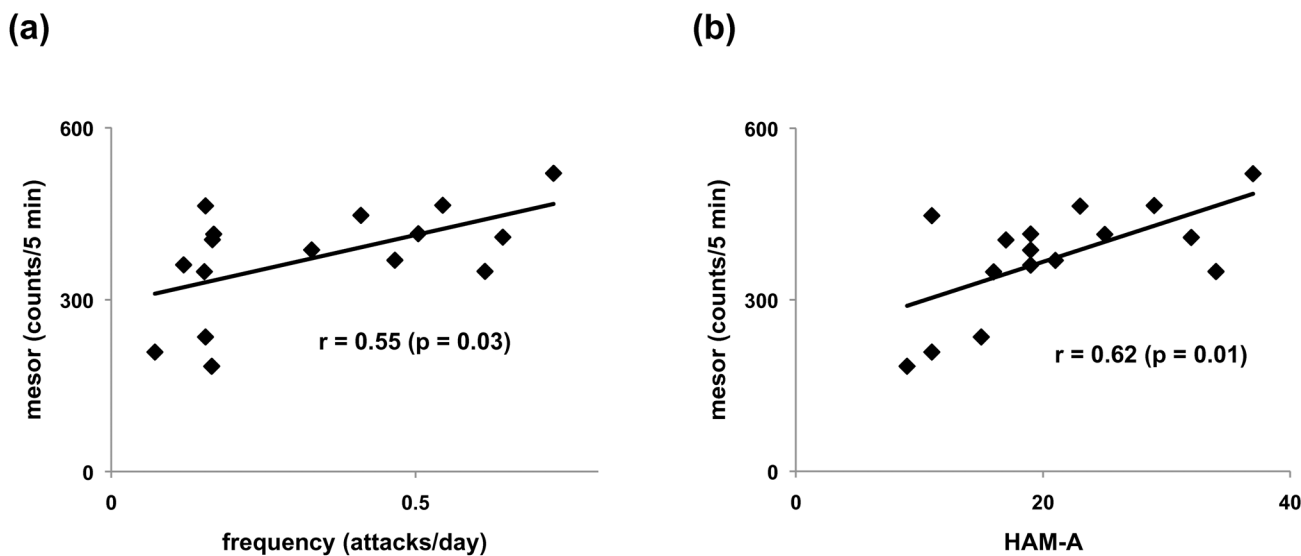 (a)
600
300
0
0
0.5
mesor (counts/5 min)
r = 0.55 (p = 0.03)
frequency (attacks/day)
(b)
600
300
0
0
20
40
mesor (counts/5 min)
r = 0.62 (p = 0.01)
HAM-A